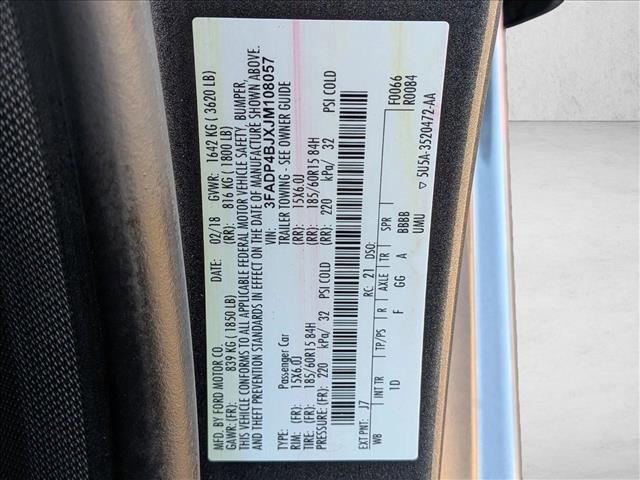 MFD. BY FORD MOTOR CO. DATE: 02/18 GVWR: 1642 KG ( 3620 LB)
GAWR: (FR): 839 KG (1850 LB) (RR): 816 KG (1800 LB)
THIS VEHICLE CONFORMS TO ALL APPLICABLE FEDERAL MOTOR VEHICLE SAFETY, BUMPER,
AND THEFT PREVENTION STANDARDS IN EFFECT ON THE DATE OF MANUFACTURE SHOWN ABOVE.
VIN: 3FADP4BJXJM108057
TYPE: Passenger Car TRAILER TOWING - SEE OWNER GUIDE
RIM: (FR): 15X6.0J (RR): 15X6.0J
TIRE: (FR): 185/60R15 84H (RR): 185/60R15 84H
PRESSURE: (FR): 220 kPa/ 32 PSI COLD (RR): 220 kPa/ 32 PSI COLD
F0066
R0084
EXT PNT: J7 RC: 21 DSO:
WB INT TR TP/PS R AXLE TR SPR
1D F GG A BBBB
UMU
▽ 5U5A-3520472-AA